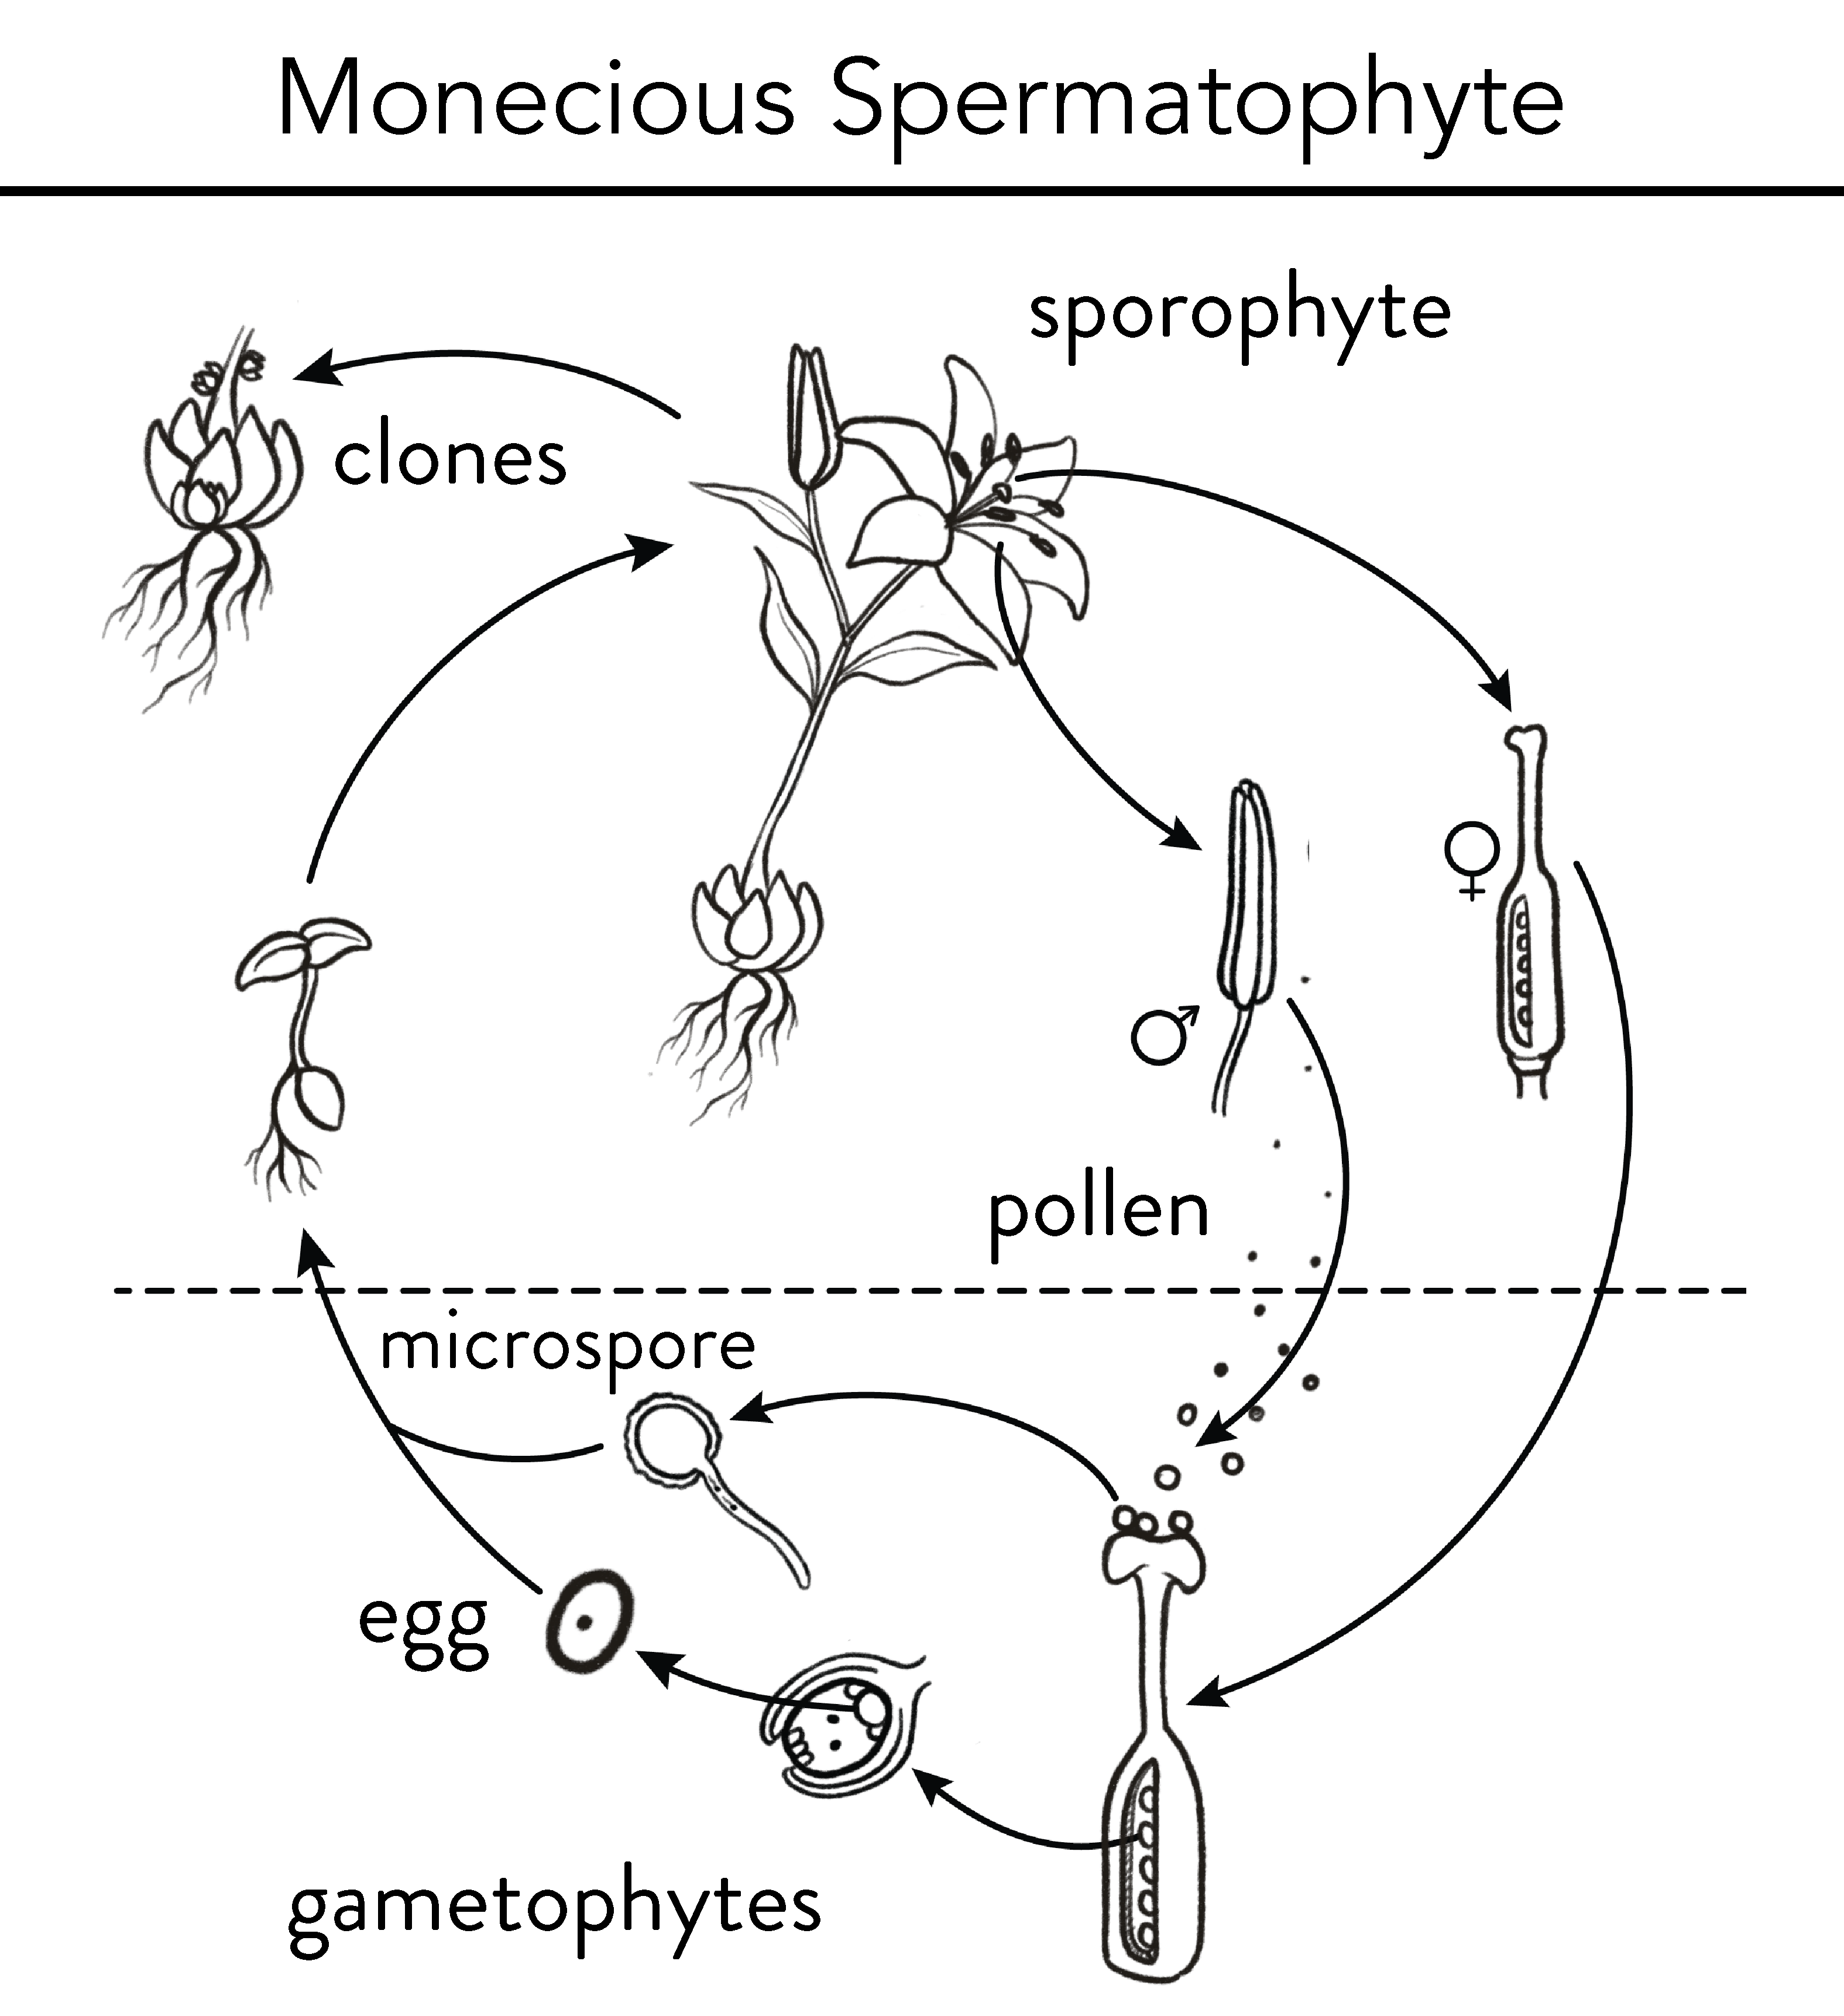 Monecious Spermatophyte
sporophyte
clones
♀
♂
pollen
microspore
egg
gametophytes